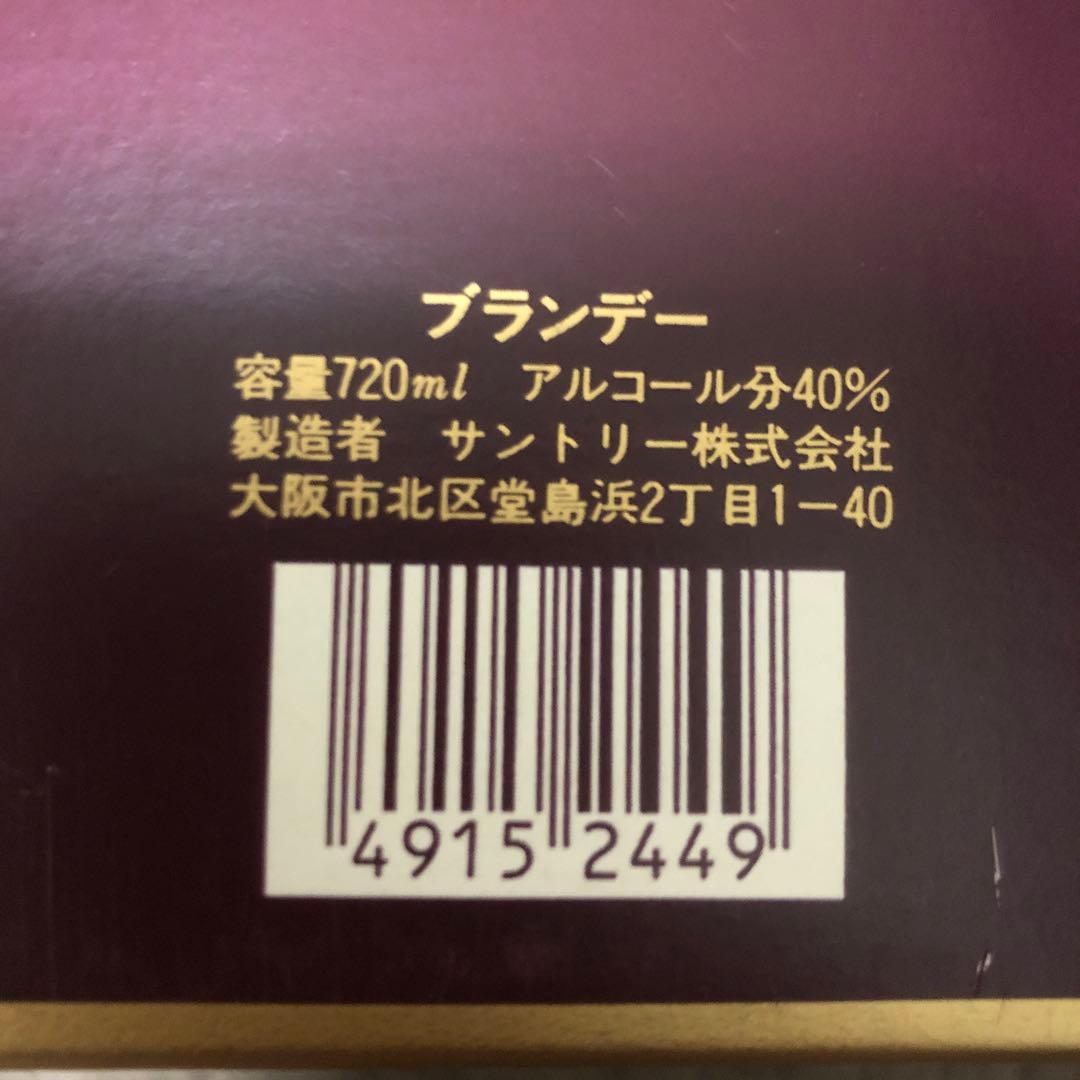 ブランデー
容量720ml アルコール分40%
製造者 サントリー株式会社
大阪市北区堂島浜2丁目1-40
4915 2449